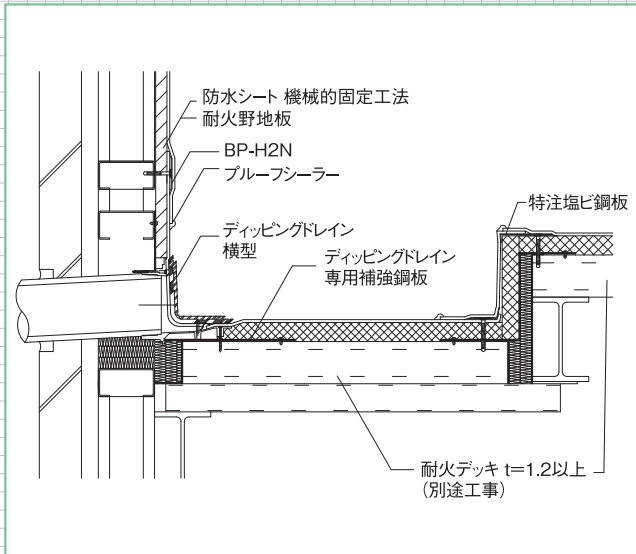 防水シート 機械的固定工法
耐火野地板
BP-H2N
プルーフシーラー
ディッピングドレイン
横型
ディッピングドレイン
専用補強鋼板
特注塩ビ鋼板
耐火デッキ t=1.2以上
(別途工事)